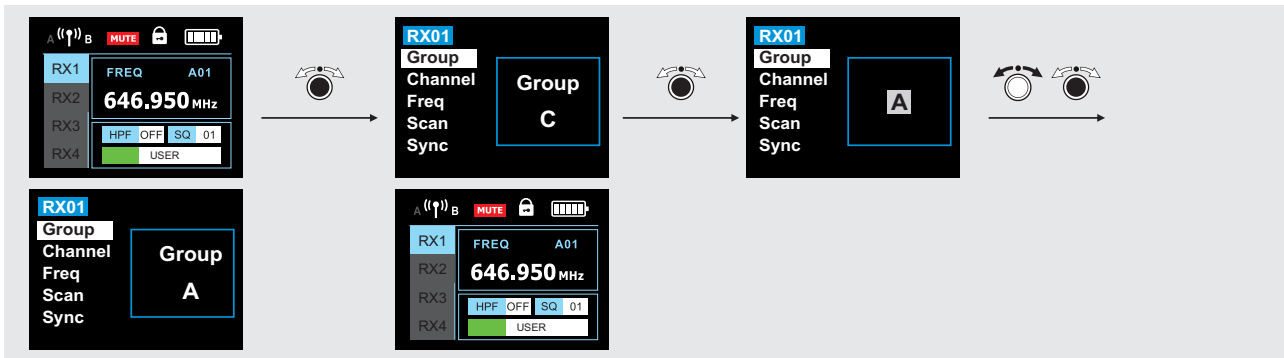 A B MUTE
RX1
RX2
RX3
RX4
FREQ A01
646.950 MHz
HPF OFF SQ 01
USER
RX01
Group
Channel
Freq
Scan
Sync
Group
C
RX01
Group
Channel
Freq
Scan
Sync
A
RX01
Group
Channel
Freq
Scan
Sync
Group
A
A B MUTE
RX1
RX2
RX3
RX4
FREQ A01
646.950 MHz
HPF OFF SQ 01
USER